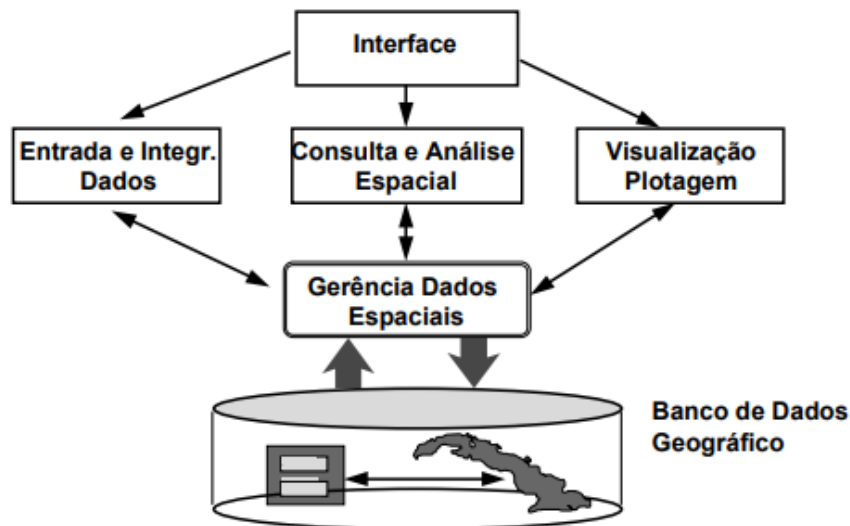 Interface
Entrada e Integr.
Dados
Consulta e Análise
Espacial
Visualização
Plotagem
Gerência Dados
Espaciais
Banco de Dados
Geográfico